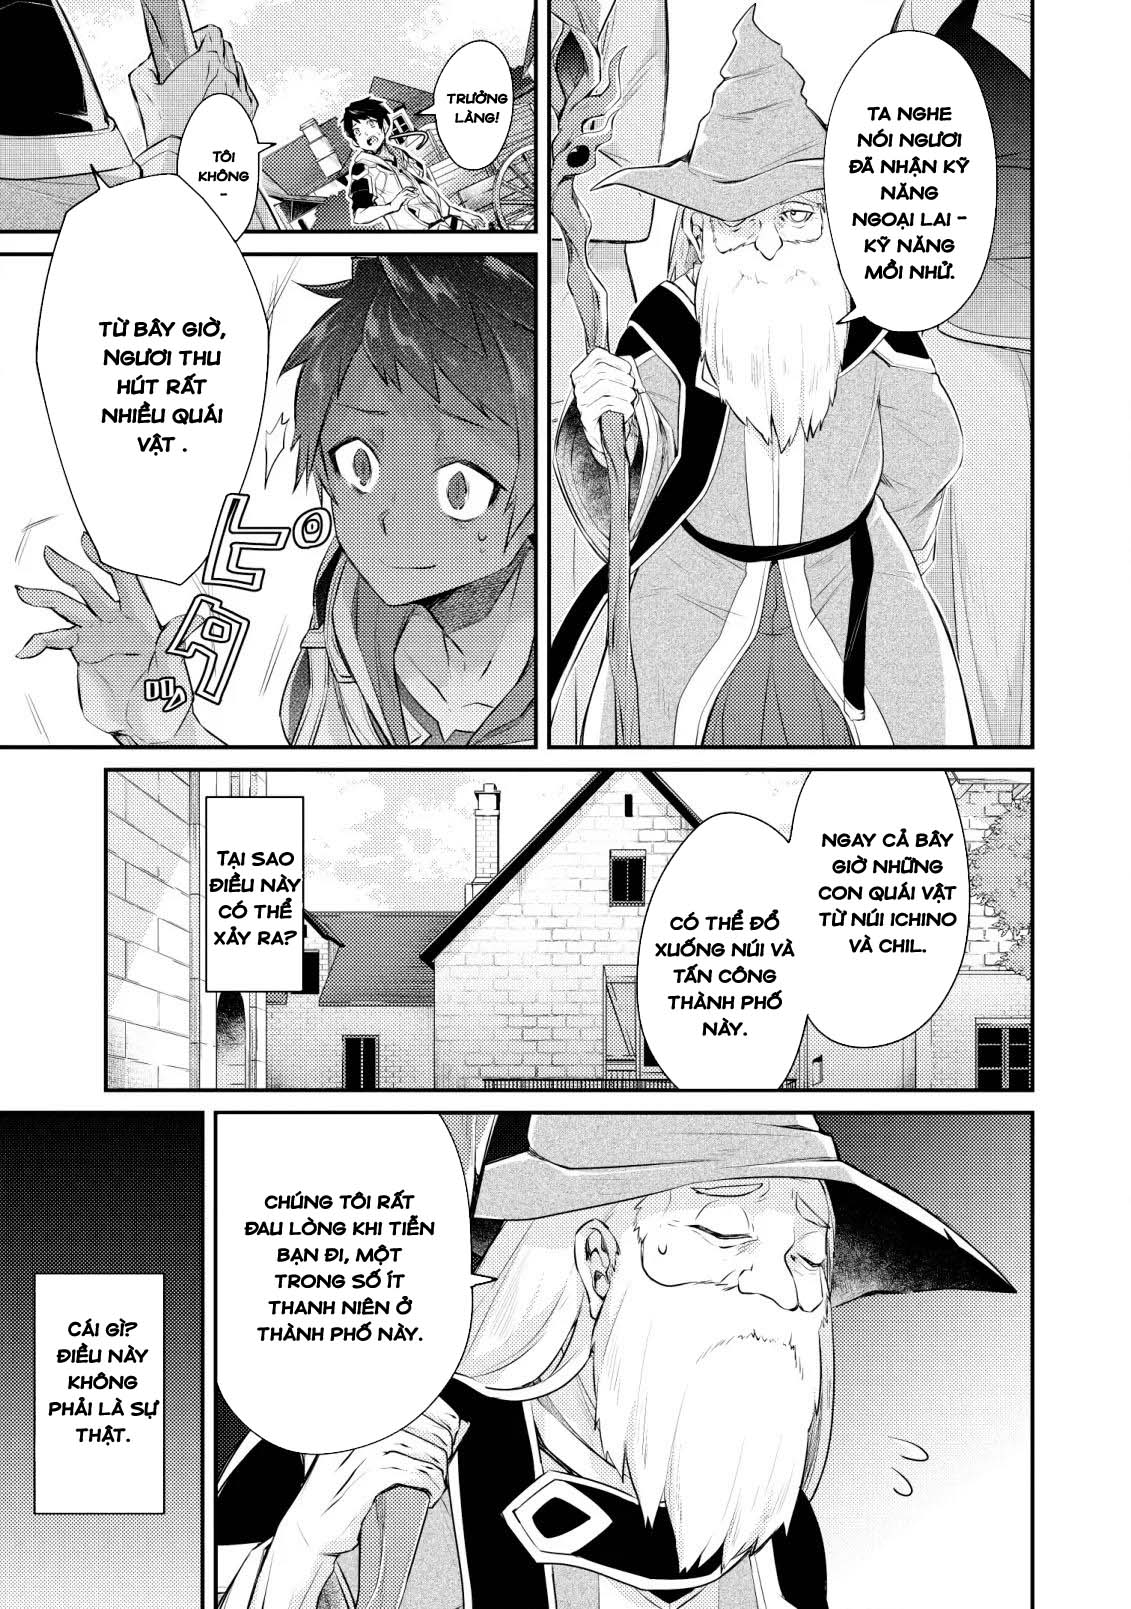 TA NGHE
NÓI NGƯƠI
ĐÃ NHẬN KỸ
NĂNG
NGOẠI LAI -
KỸ NĂNG
MỒI NHỬ.
TRƯỞNG
LÀNG!
TÔI
KHÔNG
-
TỪ BÂY GIỜ,
NGƯƠI THU
HÚT RẤT
NHIỀU QUÁI
VẬT .
ピクッ
NGAY CẢ BÂY
GIỜ NHỮNG
CON QUÁI VẬT
TỪ NÚI ICHINO
VÀ CHIL.
CÓ THỂ ĐỔ
XUỐNG NÚI VÀ
TẤN CÔNG
THÀNH PHỐ
NÀY.
TẠI SAO
ĐIỀU NÀY
CÓ THỂ
XẢY RA?
CHÚNG TÔI RẤT
ĐAU LÒNG KHI TIỄN
BẠN ĐI, MỘT
TRONG SỐ ÍT
THANH NIÊN Ở
THÀNH PHỐ NÀY.
CÁI GÌ?
ĐIỀU NÀY
KHÔNG
PHẢI LÀ SỰ
THẬT.